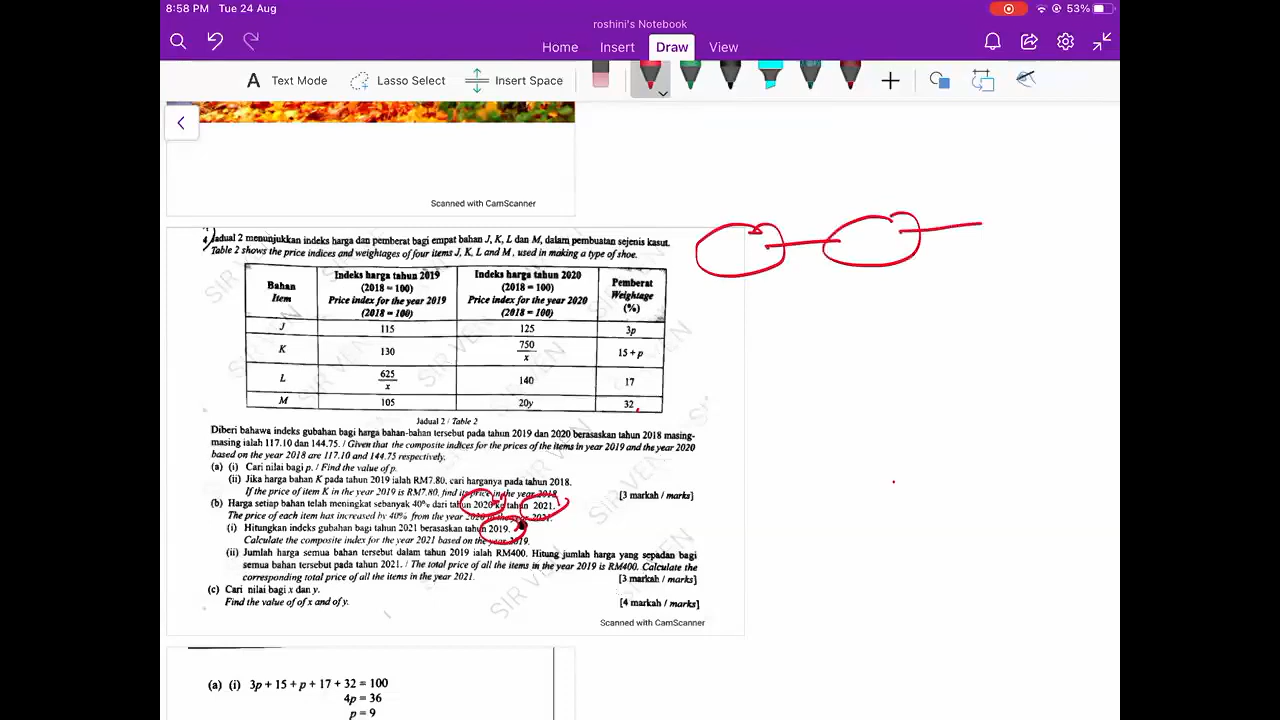 8:58 PM Tue 24 Aug
53%
roshini's Notebook
Home Insert Draw View
Text Mode Lasso Select Insert Space
Scanned with CamScanner
4 Jadual 2 menunjukkan indeks harga dan pemberat bagi empat bahan J, K, L dan M, dalam pembuatan sejenis kasut.
Table 2 shows the price indices and weightages of four items J, K, L and M, used in making a type of shoe.
Bahan
Item
Indeks harga tahun 2019
(2018 = 100)
Price index for the year 2019
(2018 = 100)
Indeks harga tahun 2020
(2018 = 100)
Price index for the year 2020
(2018 = 100)
Pemberat
Weightage
(%)
J 115 125 3p
K 130 750/x 15 + p
L 625/x 140 17
M 105 20y 32
Jadual 2 / Table 2
Diberi bahawa indeks gubahan bagi harga bahan-bahan tersebut pada tahun 2019 dan 2020 berasaskan tahun 2018 masing-
masing ialah 117.10 dan 144.75. / Given that the composite indices for the prices of the items in year 2019 and the year 2020
based on the year 2018 are 117.10 and 144.75 respectively.
(a) (i) Cari nilai bagi p. / Find the value of p.
(ii) Jika harga bahan K pada tahun 2019 ialah RM7.80, cari harganya pada tahun 2018.
If the price of item K in the year 2019 is RM7.80, find its price in the year 2018.
[3 markah / marks]
(b) Harga setiap bahan telah meningkat sebanyak 40% dari tahun 2020 ke tahun 2021.
The price of each item has increased by 40% from the year 2020 to the year 2021.
(i) Hitungkan indeks gubahan bagi tahun 2021 berasaskan tahun 2019.
Calculate the composite index for the year 2021 based on the year 2019.
(ii) Jumlah harga semua bahan tersebut dalam tahun 2019 ialah RM400. Hitung jumlah harga yang sepadan bagi
semua bahan tersebut pada tahun 2021. / The total price of all the items in the year 2019 is RM400. Calculate the
corresponding total price of all the items in the year 2021.
[3 markah / marks]
(c) Cari nilai bagi x dan y.
Find the value of of x and of y.
[4 markah / marks]
Scanned with CamScanner
SIR VEN
(a) (i) 3p + 15 + p + 17 + 32 = 100
4p = 36
p = 9